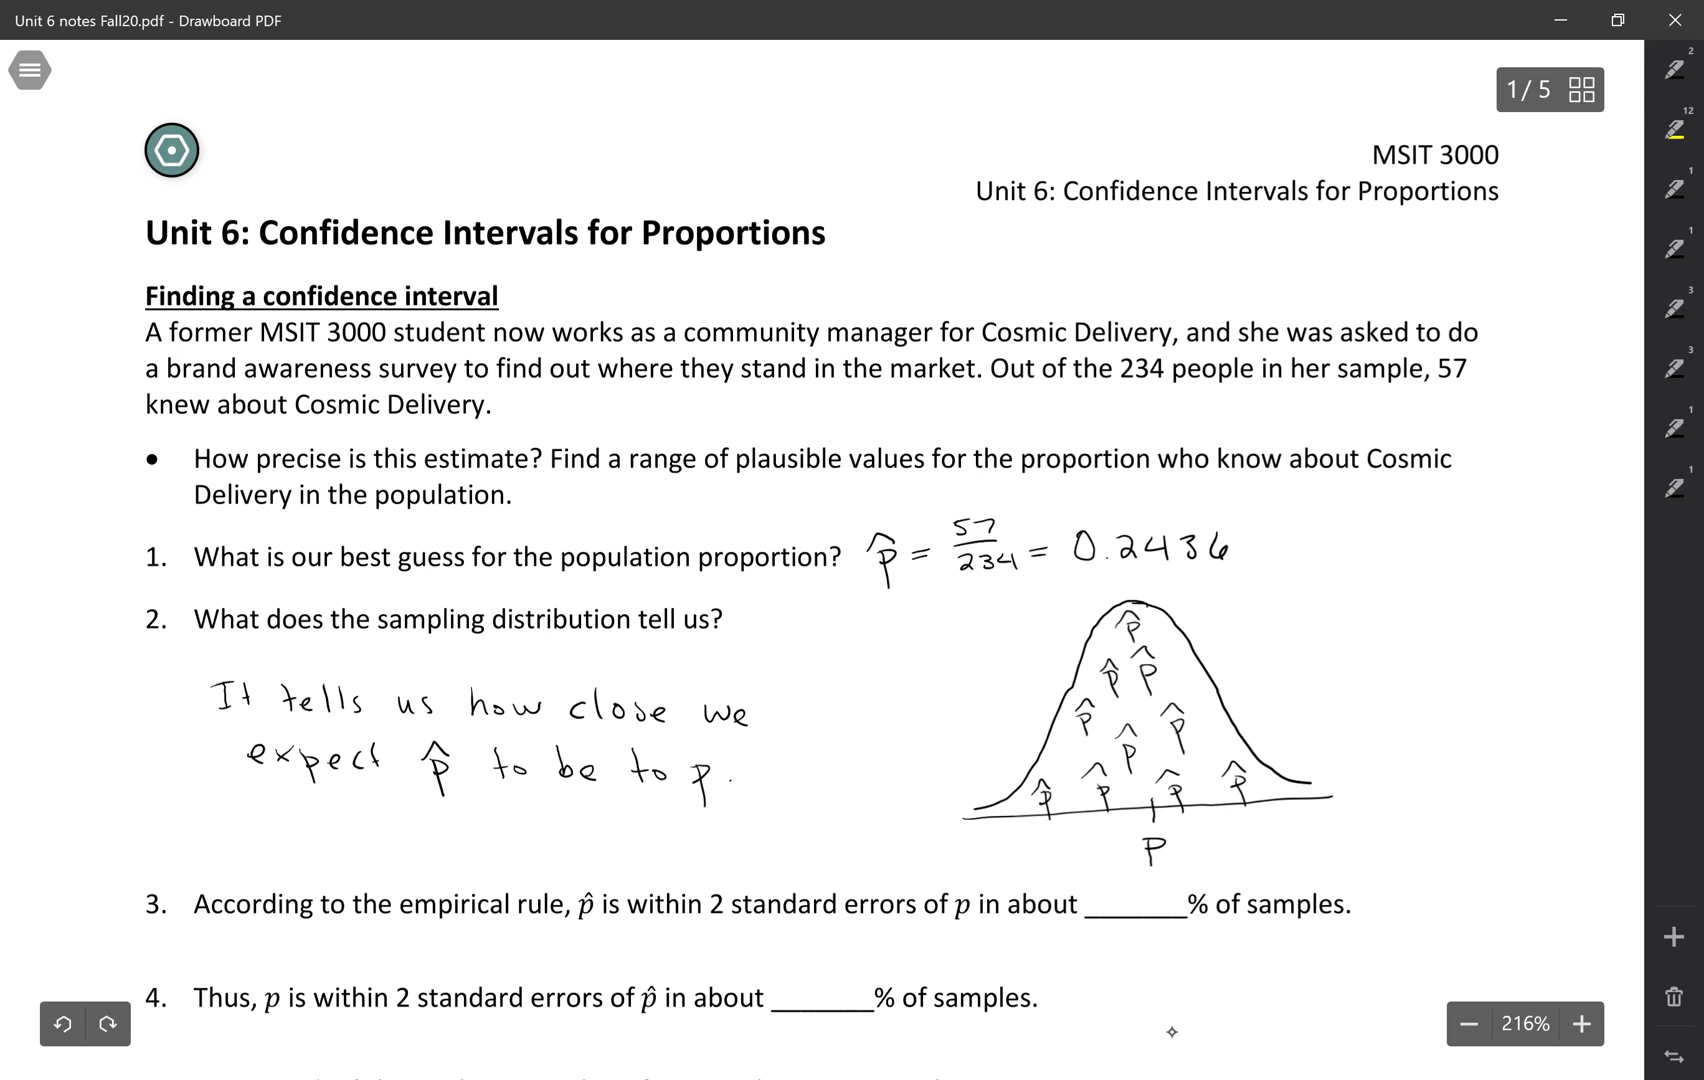 Unit 6 notes Fall20.pdf - Drawboard PDF
1 / 5
MSIT 3000
Unit 6: Confidence Intervals for Proportions
Unit 6: Confidence Intervals for Proportions
Finding a confidence interval
A former MSIT 3000 student now works as a community manager for Cosmic Delivery, and she was asked to do
a brand awareness survey to find out where they stand in the market. Out of the 234 people in her sample, 57
knew about Cosmic Delivery.
• How precise is this estimate? Find a range of plausible values for the proportion who know about Cosmic
Delivery in the population.
1. What is our best guess for the population proportion? p̂ = 57/234 = 0.2436
2. What does the sampling distribution tell us?
It tells us how close we
expect p̂ to be to p.
p̂
p̂ p̂
p̂ p̂ p̂
p̂ p̂ p̂ p̂
p
3. According to the empirical rule, p̂ is within 2 standard errors of p in about _______% of samples.
4. Thus, p is within 2 standard errors of p̂ in about _______% of samples.
216%
2
12
1
1
3
3
1
1